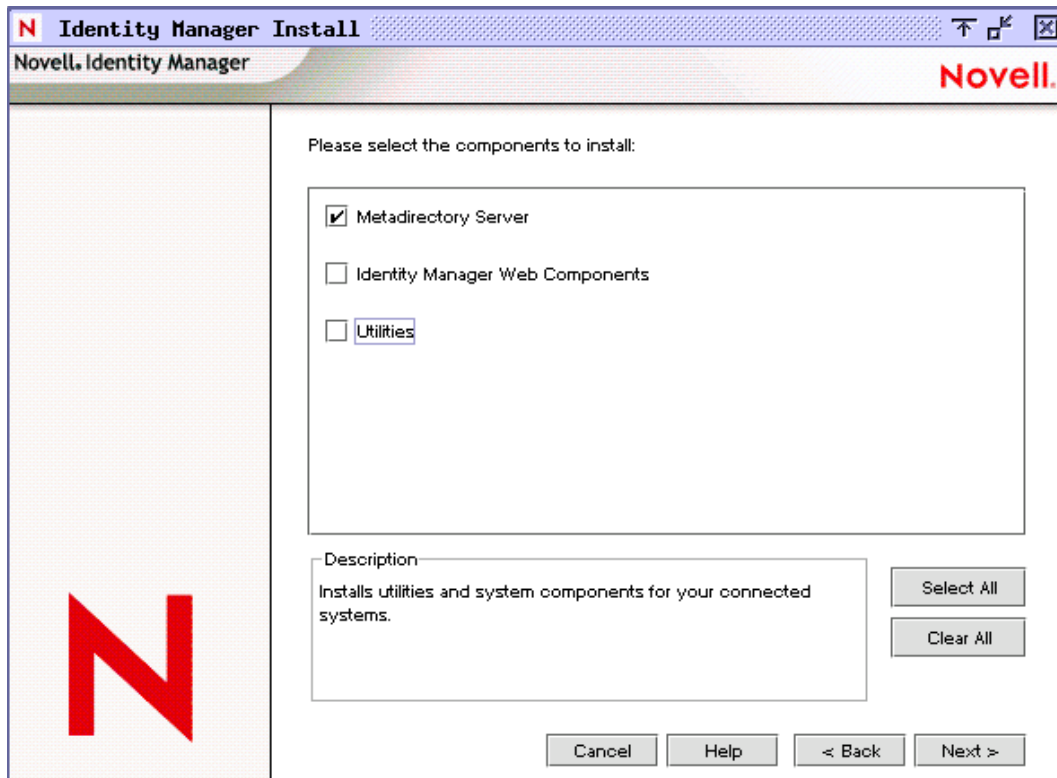 N Identity Manager Install
Novell. Identity Manager
Novell.
Please select the components to install:
Metadirectory Server
Identity Manager Web Components
Utilities
Description
Installs utilities and system components for your connected
systems.
Select All
Clear All
N
Cancel Help < Back Next >